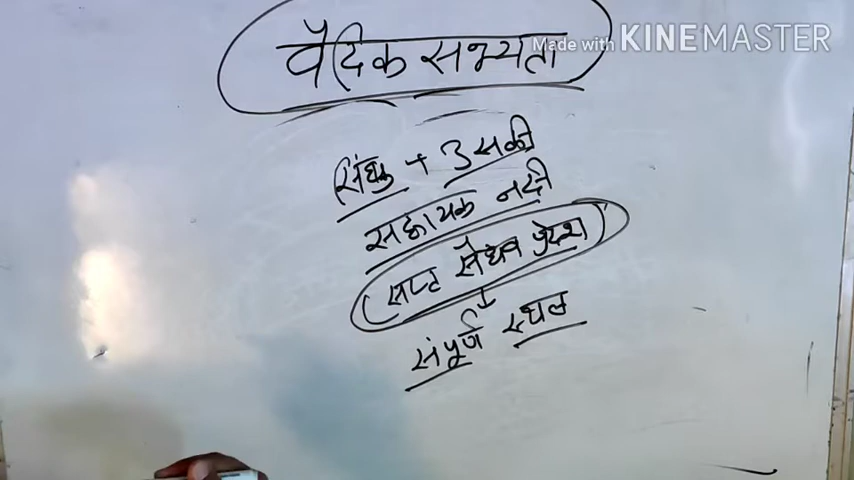 वैदिक सभ्यता
Made with KINEMASTER
सिंधु + उसकी
सहायक नदी
सप्त सैंधव प्रदेश
↓
संपूर्ण स्थल